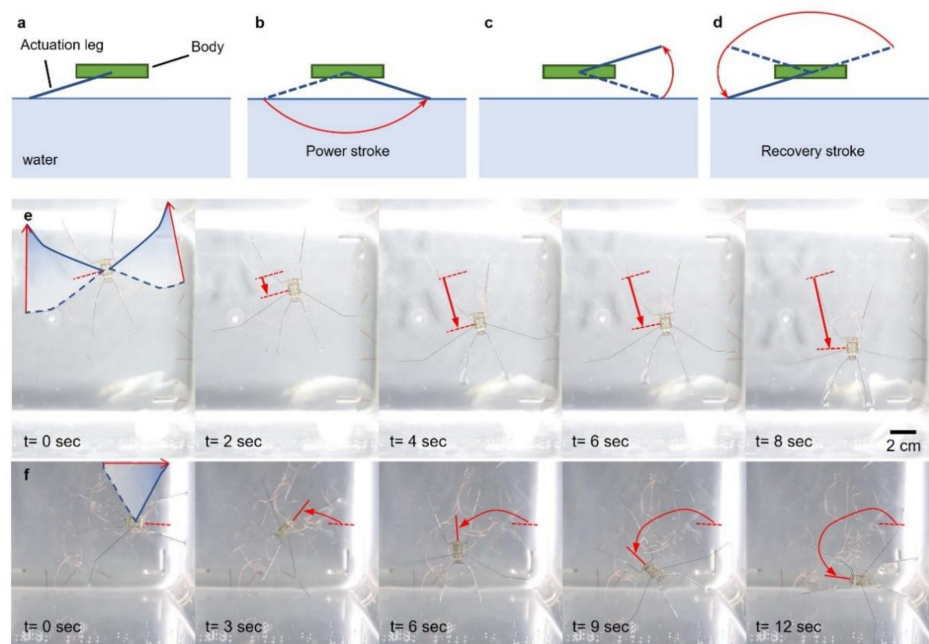 a
b
c
d
Actuation leg
Body
water
Power stroke
Recovery stroke
e
t= 0 sec
t= 2 sec
t= 4 sec
t= 6 sec
t= 8 sec
2 cm
f
t= 0 sec
t= 3 sec
t= 6 sec
t= 9 sec
t= 12 sec